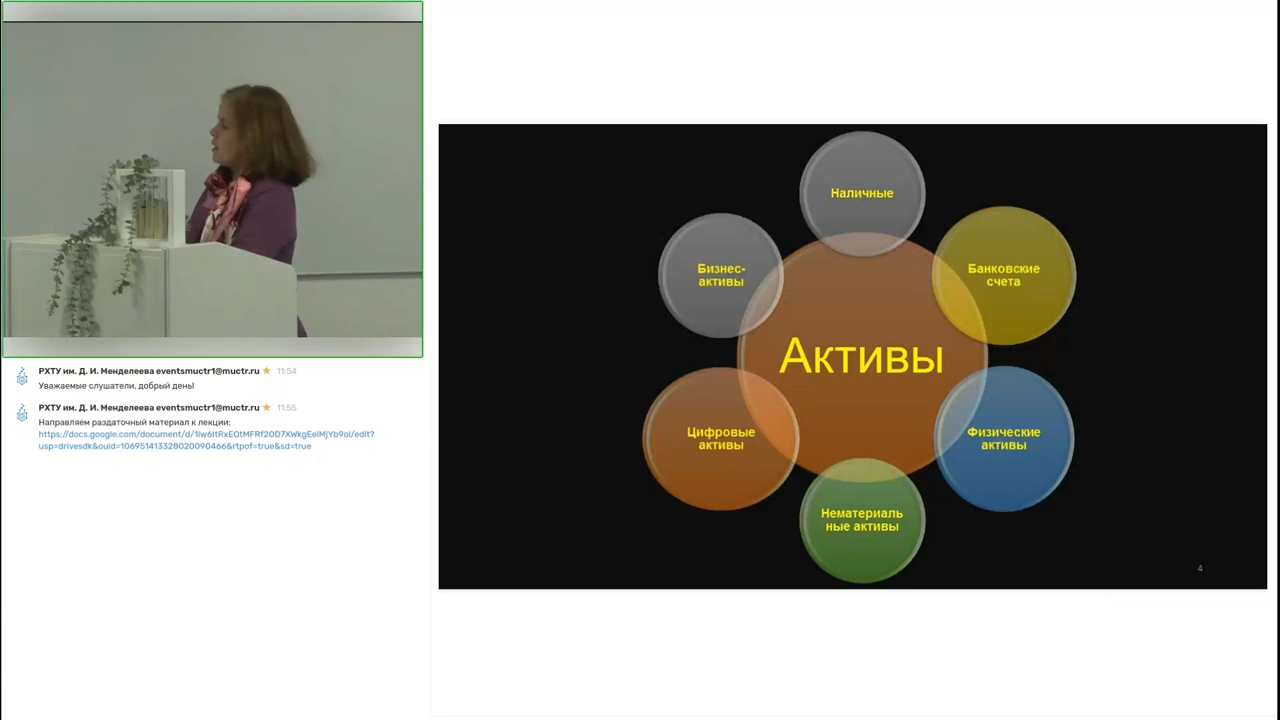 РХТУ им. Д. И. Менделеева eventsmuctr1@muctr.ru 11:54
Уважаемые слушатели, добрый день!
РХТУ им. Д. И. Менделеева eventsmuctr1@muctr.ru 11:55
Направляем раздаточный материал к лекции:
https://docs.google.com/document/d/1Iw6ItRxEQtMFRf2OD7XWkgEeIMjYb9oI/edit?
usp=drivesdk&ouid=106951413328020090466&rtpof=true&sd=true
Наличные
Банковские
счета
Физические
активы
Нематериаль
ные активы
Цифровые
активы
Бизнес-
активы
Активы
4